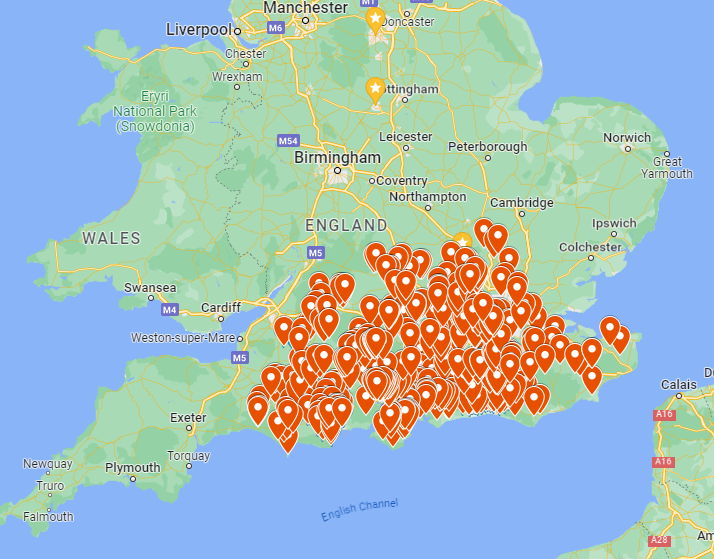 Manchester
M1
Doncaster
Liverpool
M6
Chester
Wrexham
ottingham
Eryri
National Park
(Snowdonia)
Leicester
Norwich
M54
Peterborough
Birmingham
Great
Yarmouth
Coventry
Northampton
Cambridge
ENGLAND
WALES
Ipswich
M5
Colchester
Swansea
M4
Cardiff
Weston-super-Mare
M5
Calais
Exeter
A16
Torquay
Newquay
Plymouth
A16
Truro
Falmouth
English Channel
A28